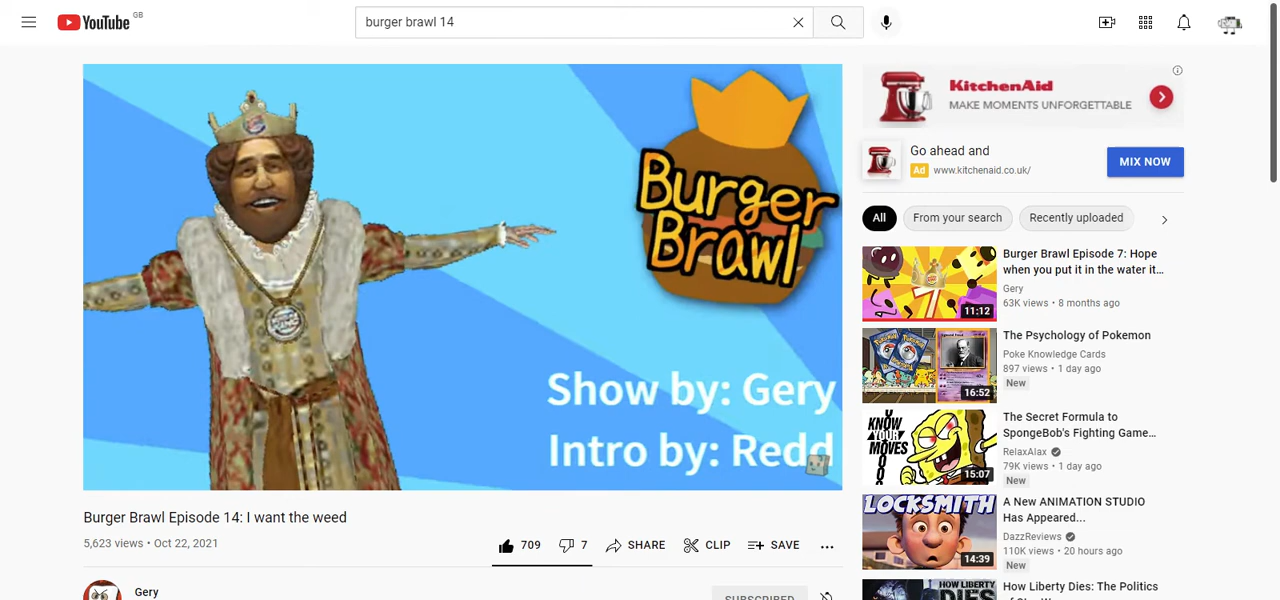 YouTube GB
burger brawl 14
Burger
Brawl
Show by: Gery
Intro by: Redd
Burger Brawl Episode 14: I want the weed
5,623 views • Oct 22, 2021
709
7
SHARE
CLIP
SAVE
Gery
SUBSCRIBED
KitchenAid
MAKE MOMENTS UNFORGETTABLE
Go ahead and
Ad www.kitchenaid.co.uk/
MIX NOW
All
From your search
Recently uploaded
7
11:12
Burger Brawl Episode 7: Hope
when you put it in the water it...
Gery
63K views • 8 months ago
16:52
The Psychology of Pokemon
Poke Knowledge Cards
897 views • 1 day ago
New
KNOW
YOUR
MOVES
15:07
The Secret Formula to
SpongeBob's Fighting Game...
RelaxAlax
79K views • 1 day ago
New
LOCKSMITH
14:39
A New ANIMATION STUDIO
Has Appeared...
DazzReviews
110K views • 20 hours ago
New
HOW LIBERTY
DIES
How Liberty Dies: The Politics